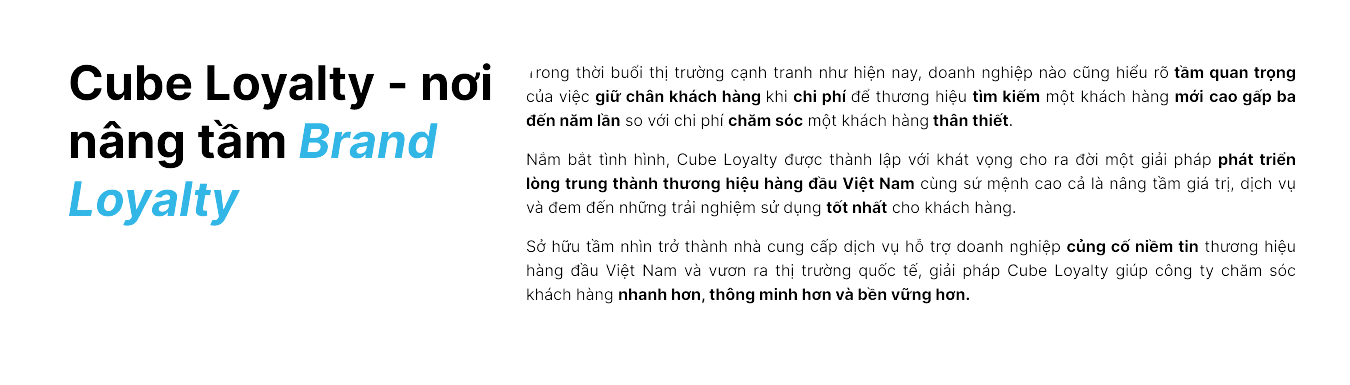 Cube Loyalty - nơi
nâng tầm Brand
Loyalty
Trong thời buổi thị trường cạnh tranh như hiện nay, doanh nghiệp nào cũng hiểu rõ tầm quan trọng
của việc giữ chân khách hàng khi chi phí để thương hiệu tìm kiếm một khách hàng mới cao gấp ba
đến năm lần so với chi phí chăm sóc một khách hàng thân thiết.
Nắm bắt tình hình, Cube Loyalty được thành lập với khát vọng cho ra đời một giải pháp phát triển
lòng trung thành thương hiệu hàng đầu Việt Nam cùng sứ mệnh cao cả là nâng tầm giá trị, dịch vụ
và đem đến những trải nghiệm sử dụng tốt nhất cho khách hàng.
Sở hữu tầm nhìn trở thành nhà cung cấp dịch vụ hỗ trợ doanh nghiệp củng cố niềm tin thương hiệu
hàng đầu Việt Nam và vươn ra thị trường quốc tế, giải pháp Cube Loyalty giúp công ty chăm sóc
khách hàng nhanh hơn, thông minh hơn và bền vững hơn.